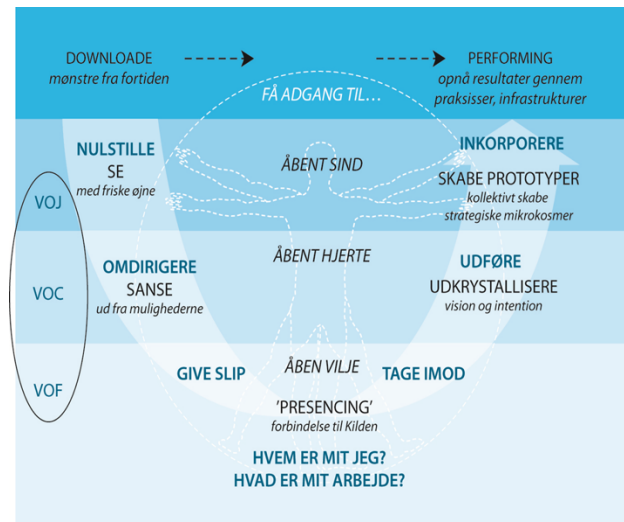 DOWNLOADE
mønstre fra fortiden
PERFORMING
opnå resultater gennem
praksisser, infrastrukturer
FÅ ADGANG TIL...
NULSTILLE
SE
med friske øjne
ÅBENT SIND
INKORPORERE
SKABE PROTOTYPER
kollektivt skabe
strategiske mikrokosmer
VOJ
OMDIRIGERE
SANSE
ud fra mulighederne
ÅBENT HJERTE
UDFØRE
UDKRYSTALLISERE
vision og intention
VOC
GIVE SLIP
ÅBEN VILJE
TAGE IMOD
VOF
'PRESENCING'
forbindelse til Kilden
HVEM ER MIT JEG?
HVAD ER MIT ARBEJDE?